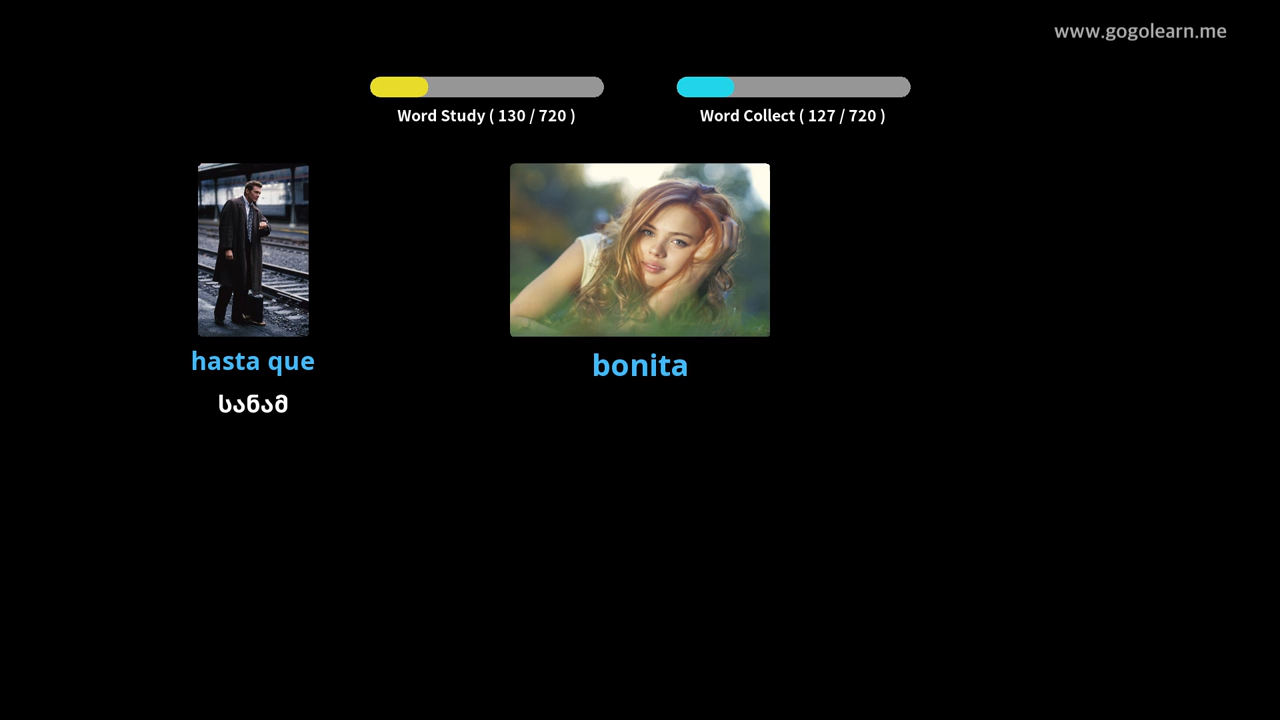 www.gogolearn.me
Word Study ( 130 / 720 )
Word Collect ( 127 / 720 )
hasta que
bonita
სანამ